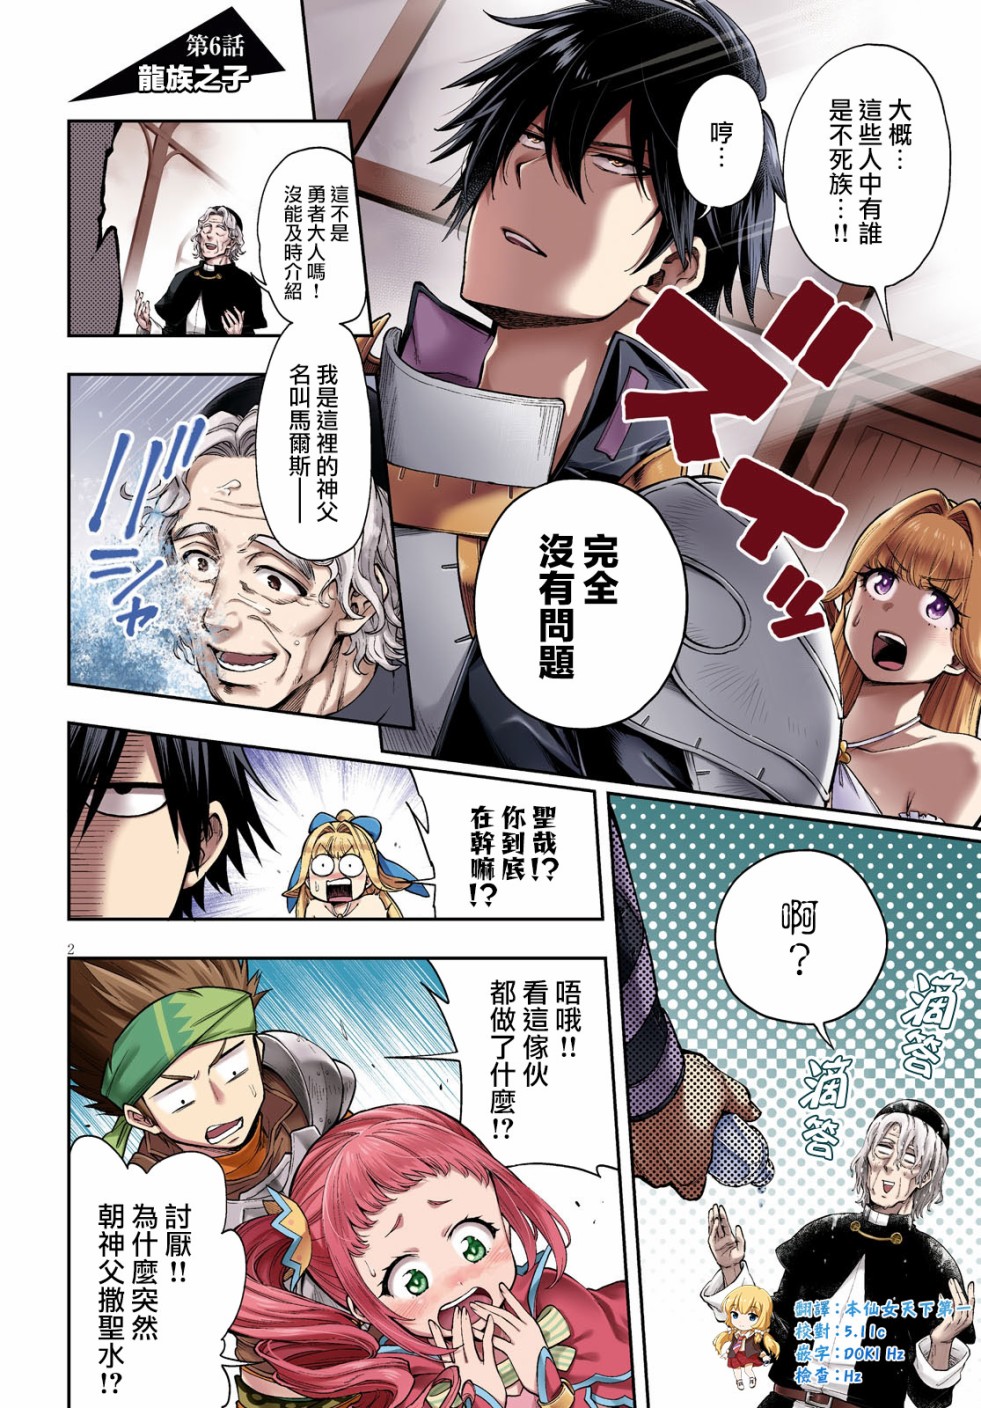 第6話
龍族之子
大概…
這些人中有誰
是不死族…!!
哼…
ズズイッ
完全
沒有問題
這不是
勇者大人嗎！
沒能及時介紹
我是這裡的神父
名叫馬爾斯——
バシャ
啊？
滴答
滴答
聖哉!?
你到底
在幹嘛!?
唔哦!!
看這傢伙
都做了什麼!?
討厭!!
為什麼突然
朝神父撒聖水!?
2
翻譯：本仙女天下第一
校對：5.11c
嵌字：DOKI Hz
檢查：Hz